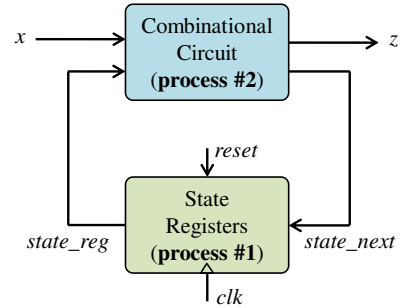 Combinational
x
Circuit
z
(process #2)
reset
State
Registers
state_reg
(process #1)
state_next
clk